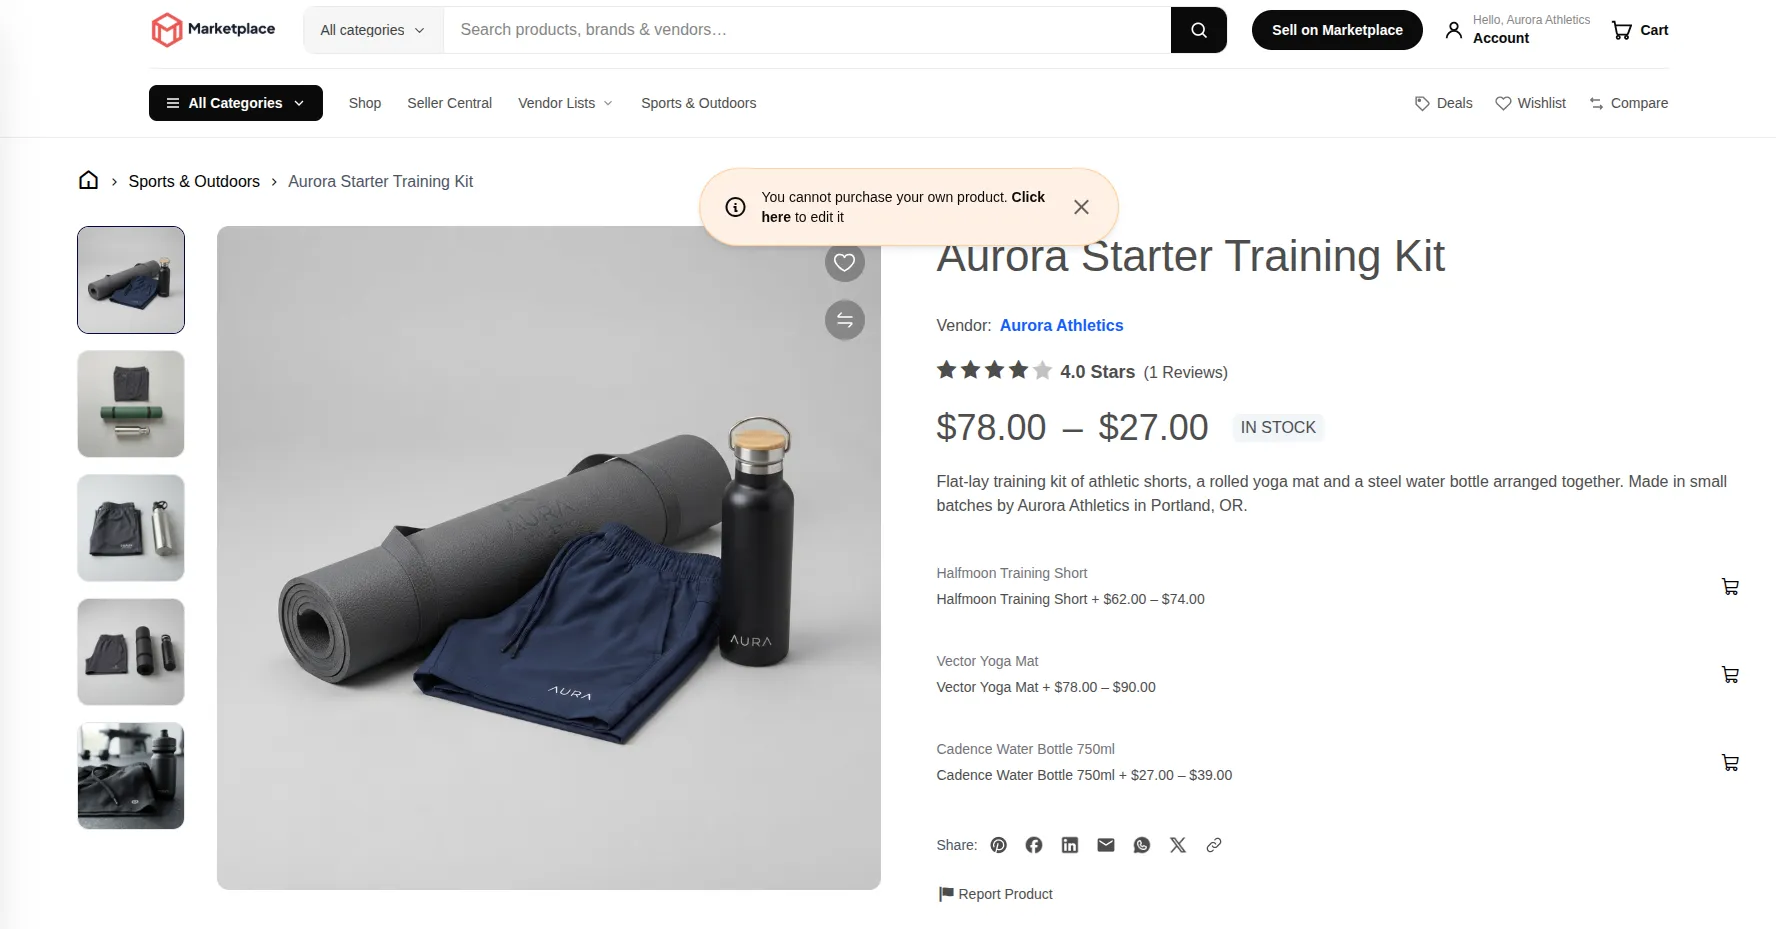 Marketplace
All categories
Search products, brands & vendors…
Sell on Marketplace
Hello, Aurora Athletics
Account
Cart
All Categories
Shop
Seller Central
Vendor Lists
Sports & Outdoors
Deals
Wishlist
Compare
Sports & Outdoors
Aurora Starter Training Kit
You cannot purchase your own product. Click
here to edit it
Aurora Starter Training Kit
Vendor: Aurora Athletics
4.0 Stars (1 Reviews)
$78.00 – $27.00 IN STOCK
Flat-lay training kit of athletic shorts, a rolled yoga mat and a steel water bottle arranged together. Made in small
batches by Aurora Athletics in Portland, OR.
AURA
AURA
AURA
Halfmoon Training Short
Halfmoon Training Short + $62.00 – $74.00
Vector Yoga Mat
Vector Yoga Mat + $78.00 – $90.00
Cadence Water Bottle 750ml
Cadence Water Bottle 750ml + $27.00 – $39.00
Share:
Report Product